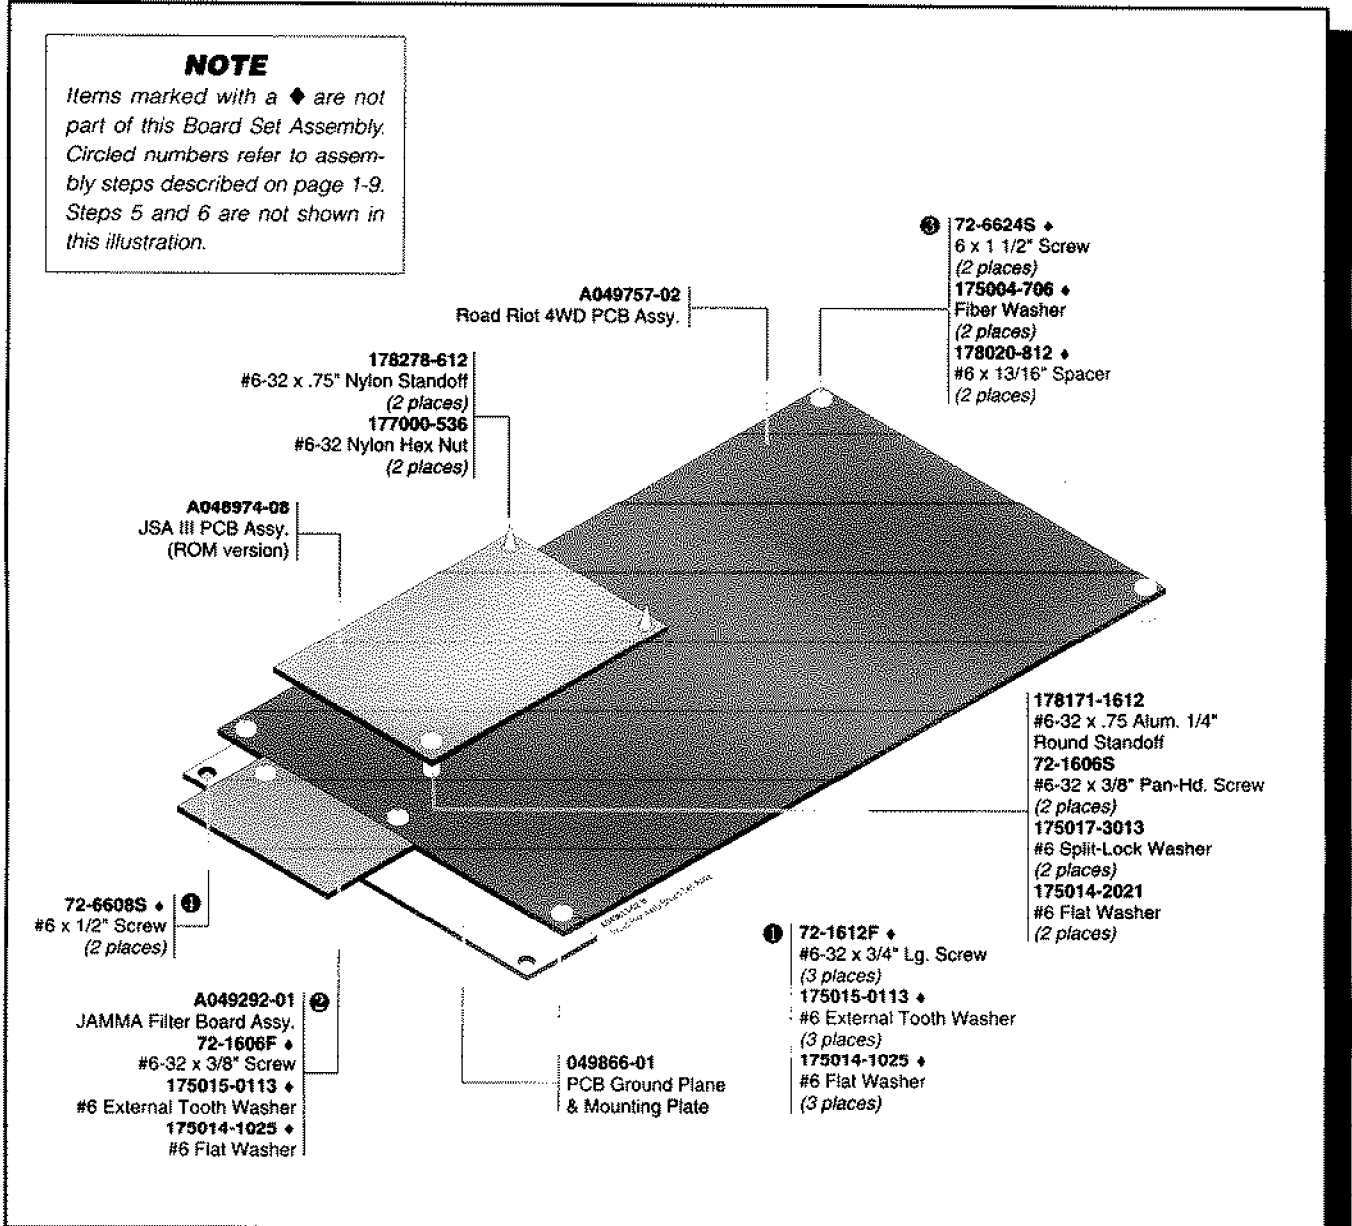 NOTE
Items marked with a ♦ are not
part of this Board Set Assembly.
Circled numbers refer to assem-
bly steps described on page 1-9.
Steps 5 and 6 are not shown in
this illustration.
❸ 72-6624S ♦
6 x 1 1/2" Screw
(2 places)
175004-706 ♦
Fiber Washer
(2 places)
178020-812 ♦
#6 x 13/16" Spacer
(2 places)
A049757-02
Road Riot 4WD PCB Assy.
178278-612
#6-32 x .75" Nylon Standoff
(2 places)
177000-536
#6-32 Nylon Hex Nut
(2 places)
A048974-08
JSA III PCB Assy.
(ROM version)
178171-1612
#6-32 x .75 Alum. 1/4"
Round Standoff
72-1606S
#6-32 x 3/8" Pan-Hd. Screw
(2 places)
175017-3013
#6 Split-Lock Washer
(2 places)
175014-2021
#6 Flat Washer
(2 places)
72-6608S ♦
#6 x 1/2" Screw
(2 places)
❶ 72-1612F ♦
#6-32 x 3/4" Lg. Screw
(3 places)
175015-0113 ♦
#6 External Tooth Washer
(3 places)
175014-1025 ♦
#6 Flat Washer
(3 places)
A049292-01 ❷
JAMMA Filter Board Assy.
72-1606F ♦
#6-32 x 3/8" Screw
175015-0113 ♦
#6 External Tooth Washer
175014-1025 ♦
#6 Flat Washer
049866-01
PCB Ground Plane
& Mounting Plate